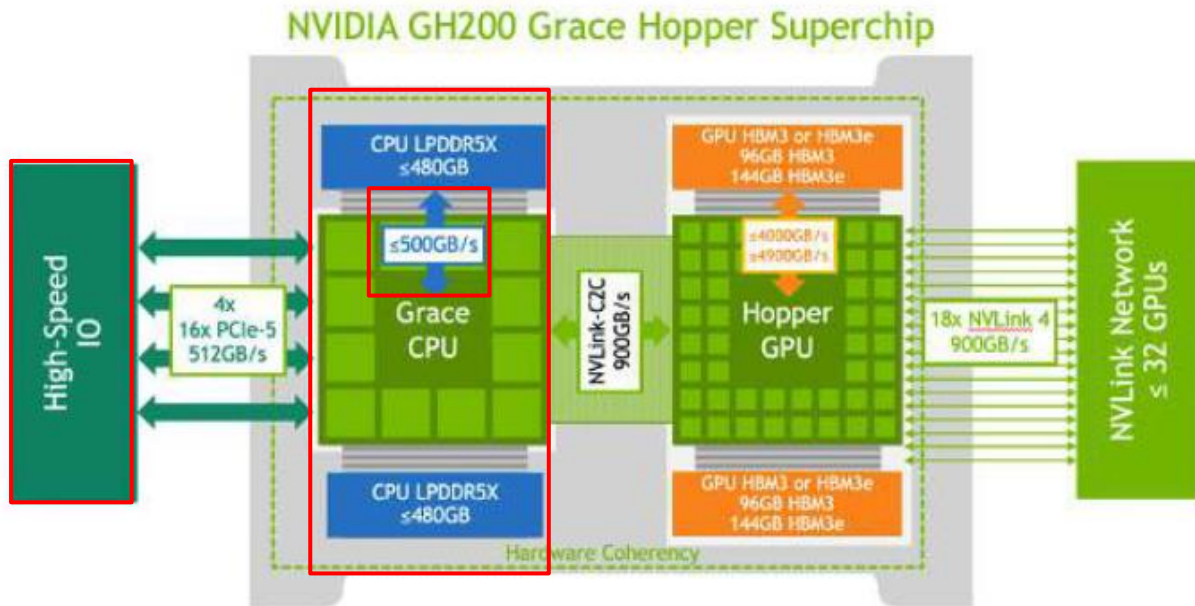 NVIDIA GH200 Grace Hopper Superchip
High-Speed
IO
4x
16x PCIe-5
512GB/s
CPU LPDDR5X
≤480GB
≤500GB/s
Grace
CPU
CPU LPDDR5X
≤480GB
NVLink-C2C
900GB/s
GPU HBM3 or HBM3e
96GB HBM3
144GB HBM3e
≤4000GB/s
≤4900GB/s
Hopper
GPU
GPU HBM3 or HBM3e
96GB HBM3
144GB HBM3e
18x NVLink 4
900GB/s
NVLink Network
≤ 32 GPUs
Hardware Coherency